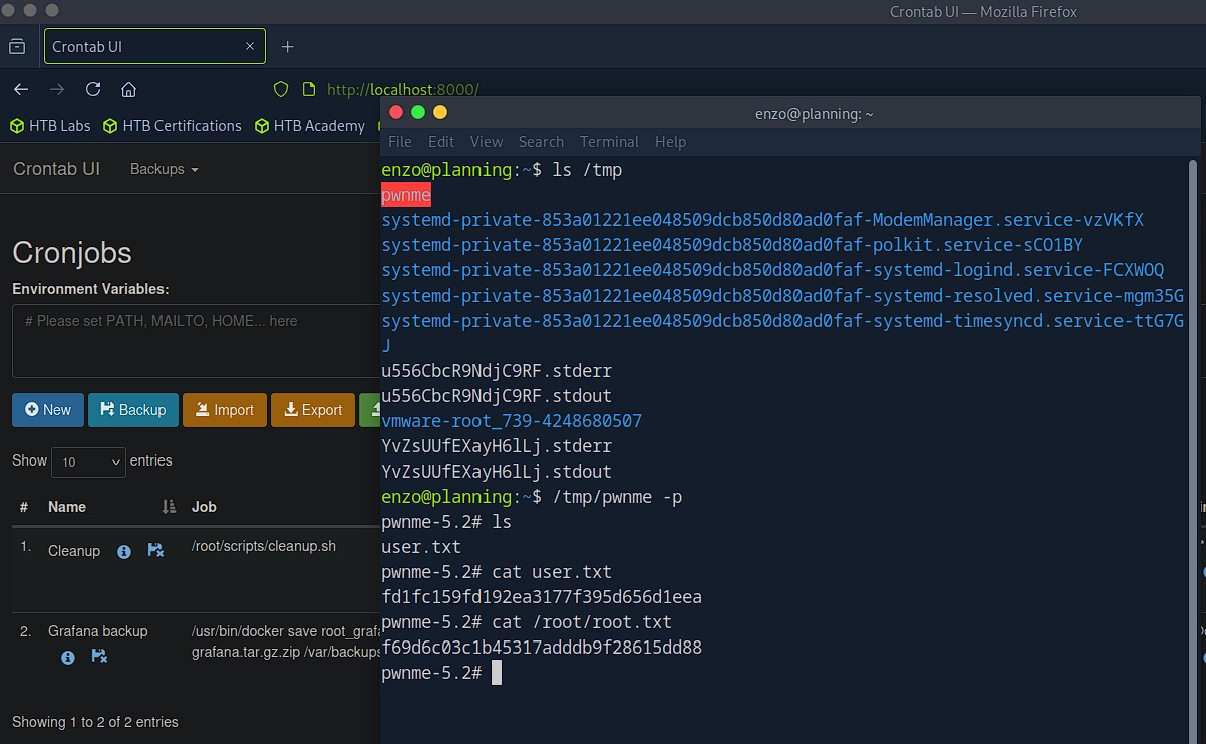 Crontab UI — Mozilla Firefox
Crontab UI
http://localhost:8000/
HTB Labs HTB Certifications HTB Academy
Crontab UI Backups
Cronjobs
Environment Variables:
# Please set PATH, MAILTO, HOME... here
New Backup Import Export
Show 10 entries
# Name Job
1. Cleanup /root/scripts/cleanup.sh
2. Grafana backup /usr/bin/docker save root_grafa
grafana.tar.gz.zip /var/backups
Showing 1 to 2 of 2 entries
enzo@planning: ~
File Edit View Search Terminal Help
enzo@planning:~$ ls /tmp
pwnme
systemd-private-853a01221ee048509dcb850d80ad0faf-ModemManager.service-vzVKfX
systemd-private-853a01221ee048509dcb850d80ad0faf-polkit.service-sCO1BY
systemd-private-853a01221ee048509dcb850d80ad0faf-systemd-logind.service-FCXWOQ
systemd-private-853a01221ee048509dcb850d80ad0faf-systemd-resolved.service-mgm35G
systemd-private-853a01221ee048509dcb850d80ad0faf-systemd-timesyncd.service-ttG7G
J
u556CbcR9NdjC9RF.stderr
u556CbcR9NdjC9RF.stdout
vmware-root_739-4248680507
YvZsUUfEXayH6lLj.stderr
YvZsUUfEXayH6lLj.stdout
enzo@planning:~$ /tmp/pwnme -p
pwnme-5.2# ls
user.txt
pwnme-5.2# cat user.txt
fd1fc159fd192ea3177f395d656d1eea
pwnme-5.2# cat /root/root.txt
f69d6c03c1b45317adddb9f28615dd88
pwnme-5.2#